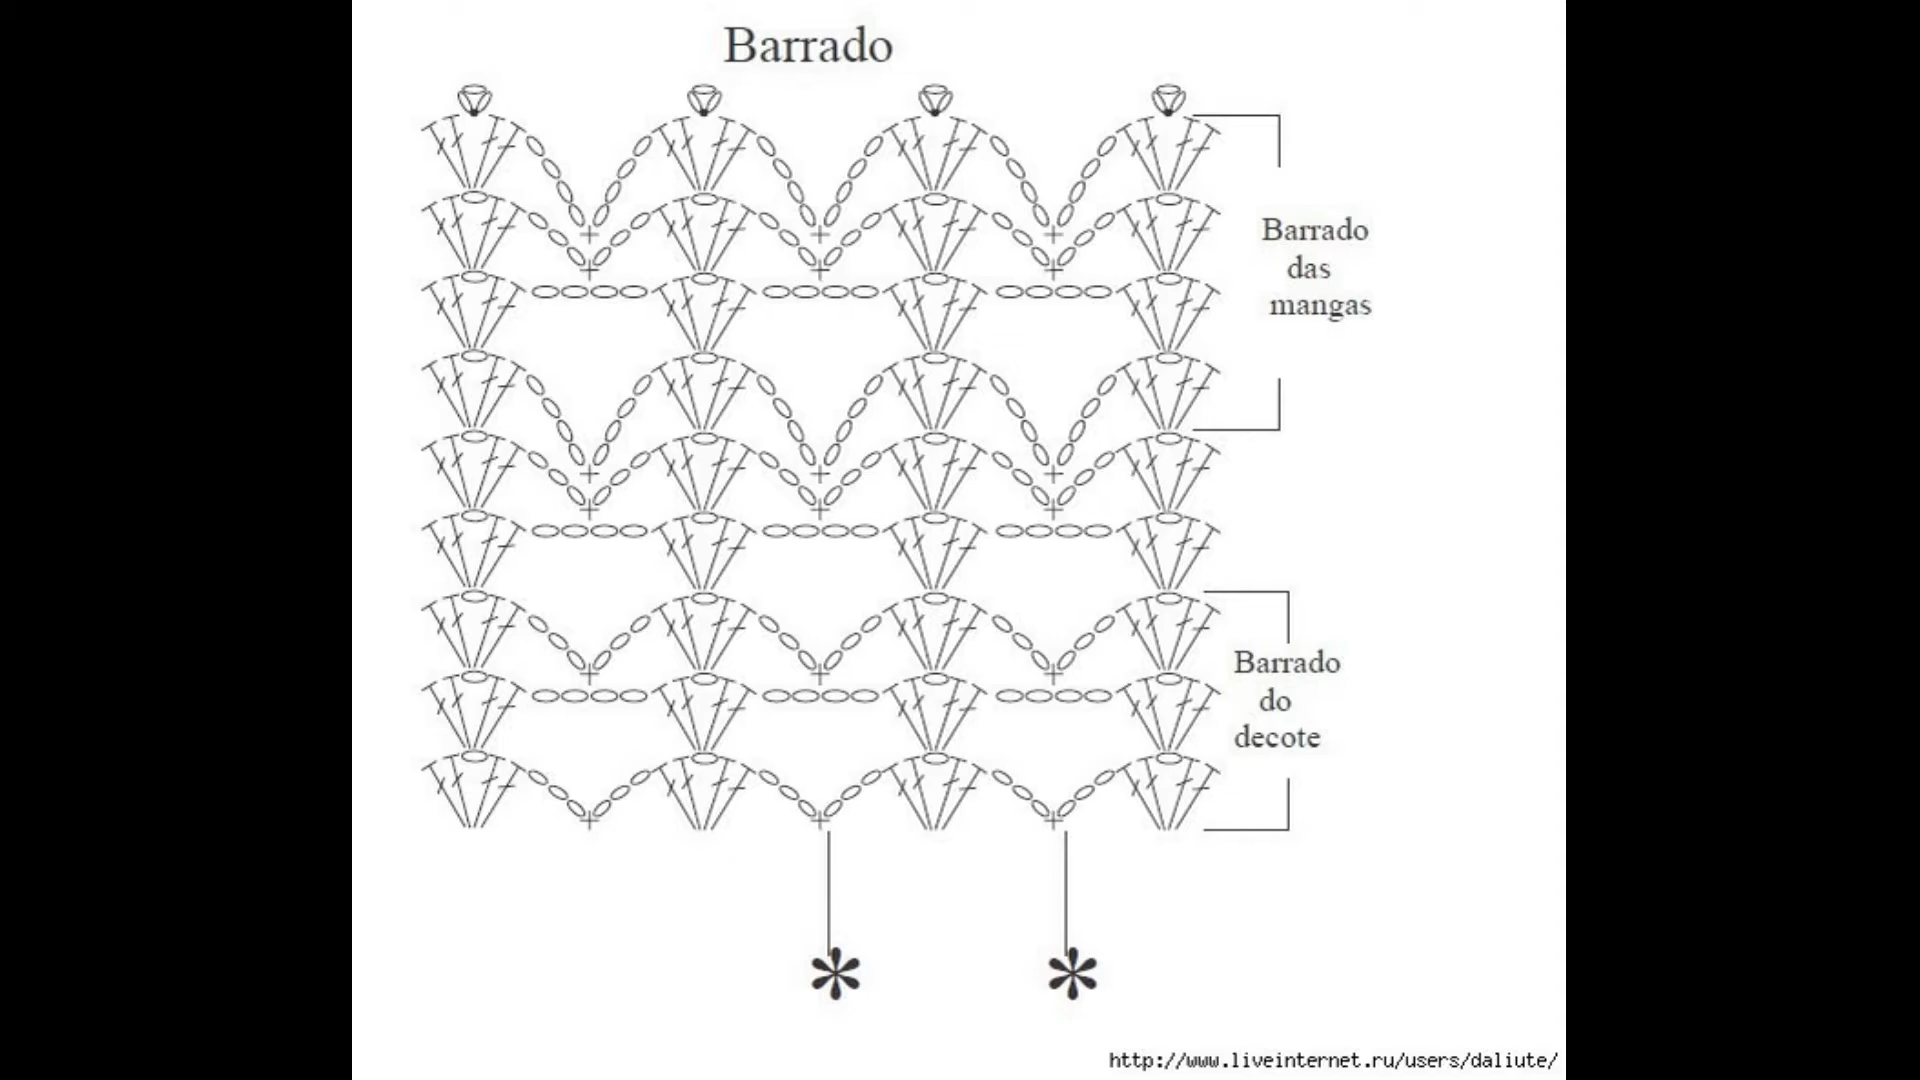 Barrado
Barrado
das
mangas
Barrado
do
decote
* *
http://www.liveinternet.ru/users/daliute/